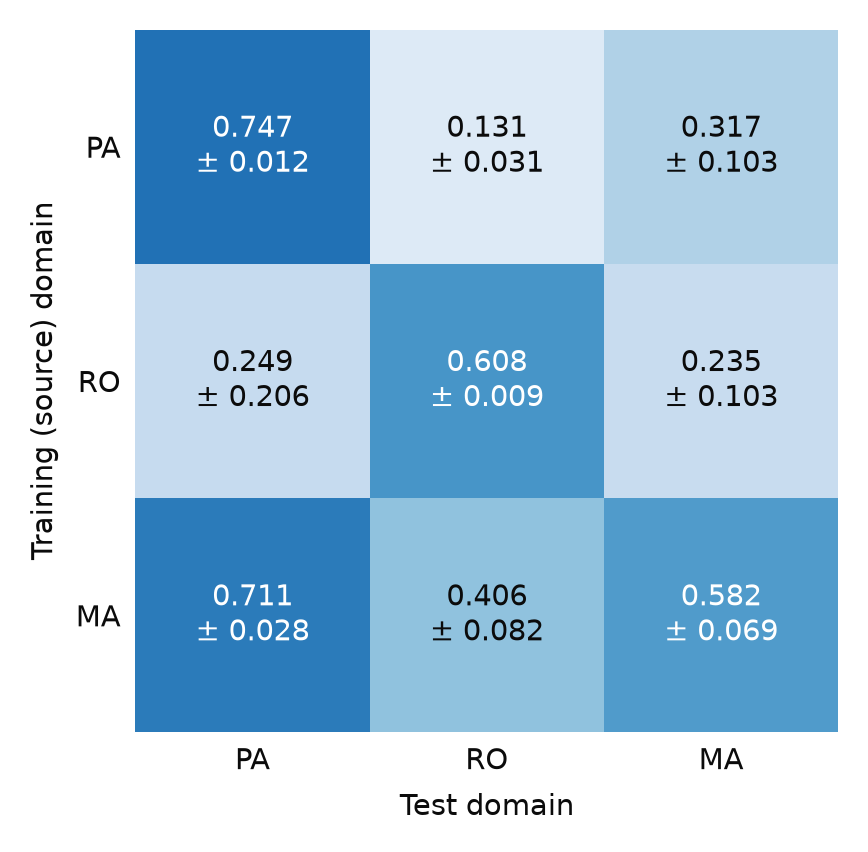 0.747
± 0.012
0.131
± 0.031
0.317
± 0.103
PA
0.249
± 0.206
0.608
± 0.009
0.235
± 0.103
RO
0.711
± 0.028
0.406
± 0.082
0.582
± 0.069
MA
Training (source) domain
PA
RO
MA
Test domain